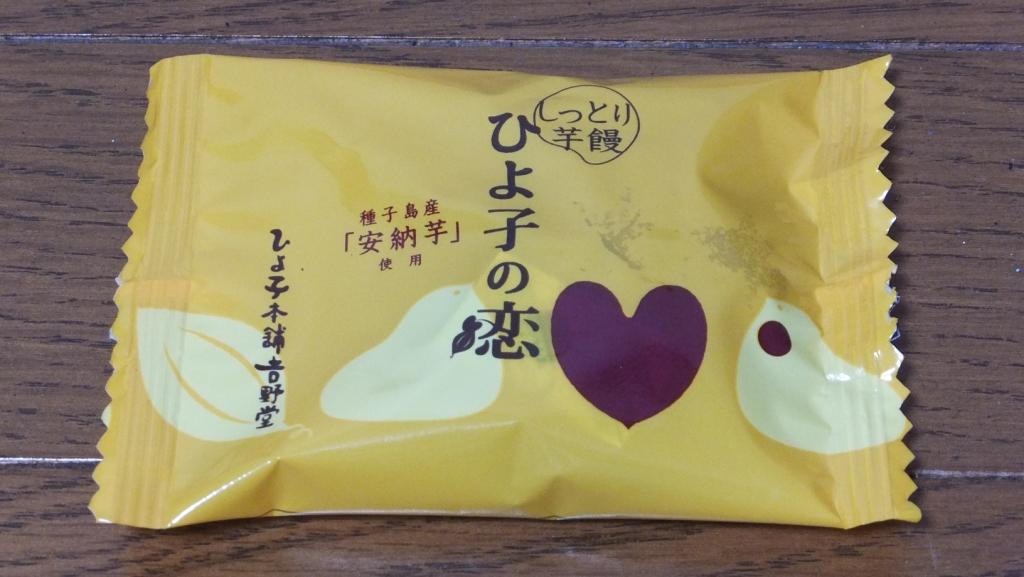 しっとり
芋饅
ひよ子の恋
種子島産
「安納芋」
使用
ひよ子本舗吉野堂